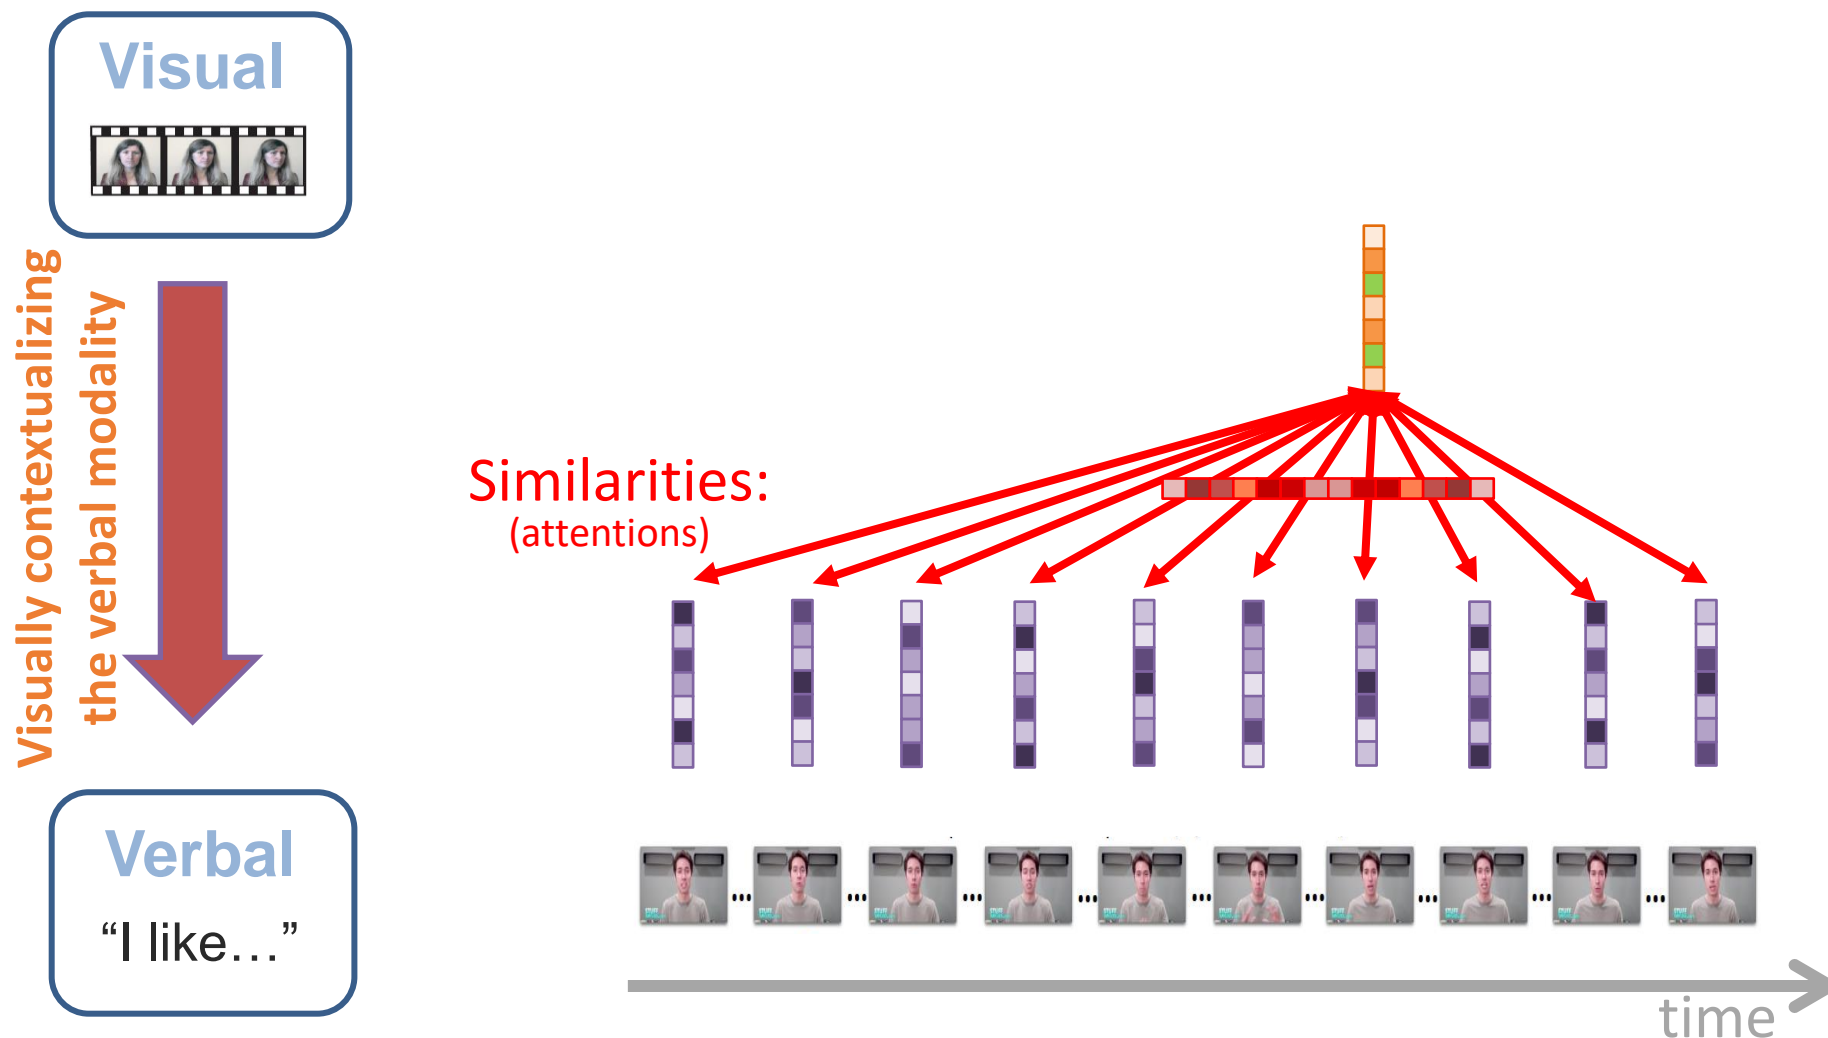 Visual
Visually contextualizing
the verbal modality
Similarities:
(attentions)
Verbal
“I like…”
time